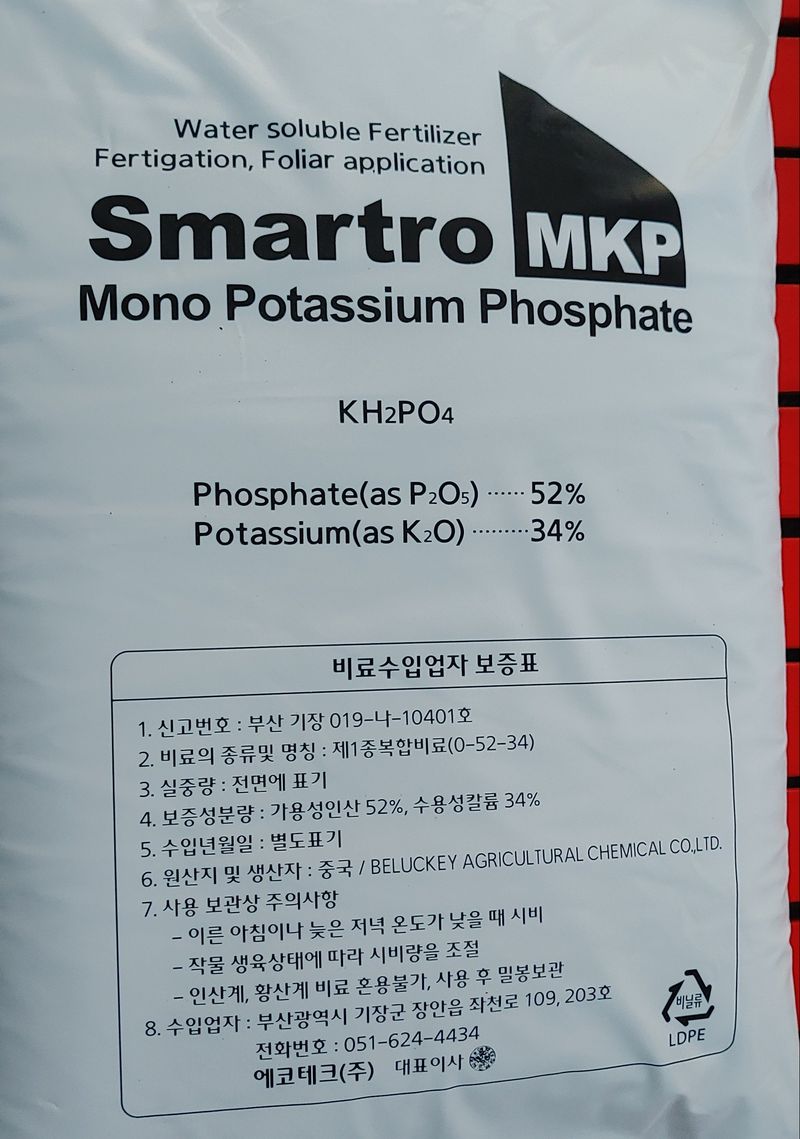 Water soluble Fertilizer
Fertigation, Foliar application
Smartro MKP
Mono Potassium Phosphate
KH2PO4
Phosphate(as P2O5) ······ 52%
Potassium(as K2O) ·········34%
비료수입업자 보증표
1. 신고번호 : 부산 기장 019-나-10401호
2. 비료의 종류및 명칭 : 제1종복합비료(0-52-34)
3. 실중량 : 전면에 표기
4. 보증성분량 : 가용성인산 52%, 수용성칼륨 34%
5. 수입년월일 : 별도표기
6. 원산지 및 생산자 : 중국 / BELUCKEY AGRICULTURAL CHEMICAL CO.,LTD.
7. 사용 보관상 주의사항
- 이른 아침이나 늦은 저녁 온도가 낮을 때 시비
- 작물 생육상태에 따라 시비량을 조절
- 인산계, 황산계 비료 혼용불가, 사용 후 밀봉보관
8. 수입업자 : 부산광역시 기장군 장안읍 좌천로 109, 203호
전화번호 : 051-624-4434
에코테크(주) 대표이사
비닐류
LDPE